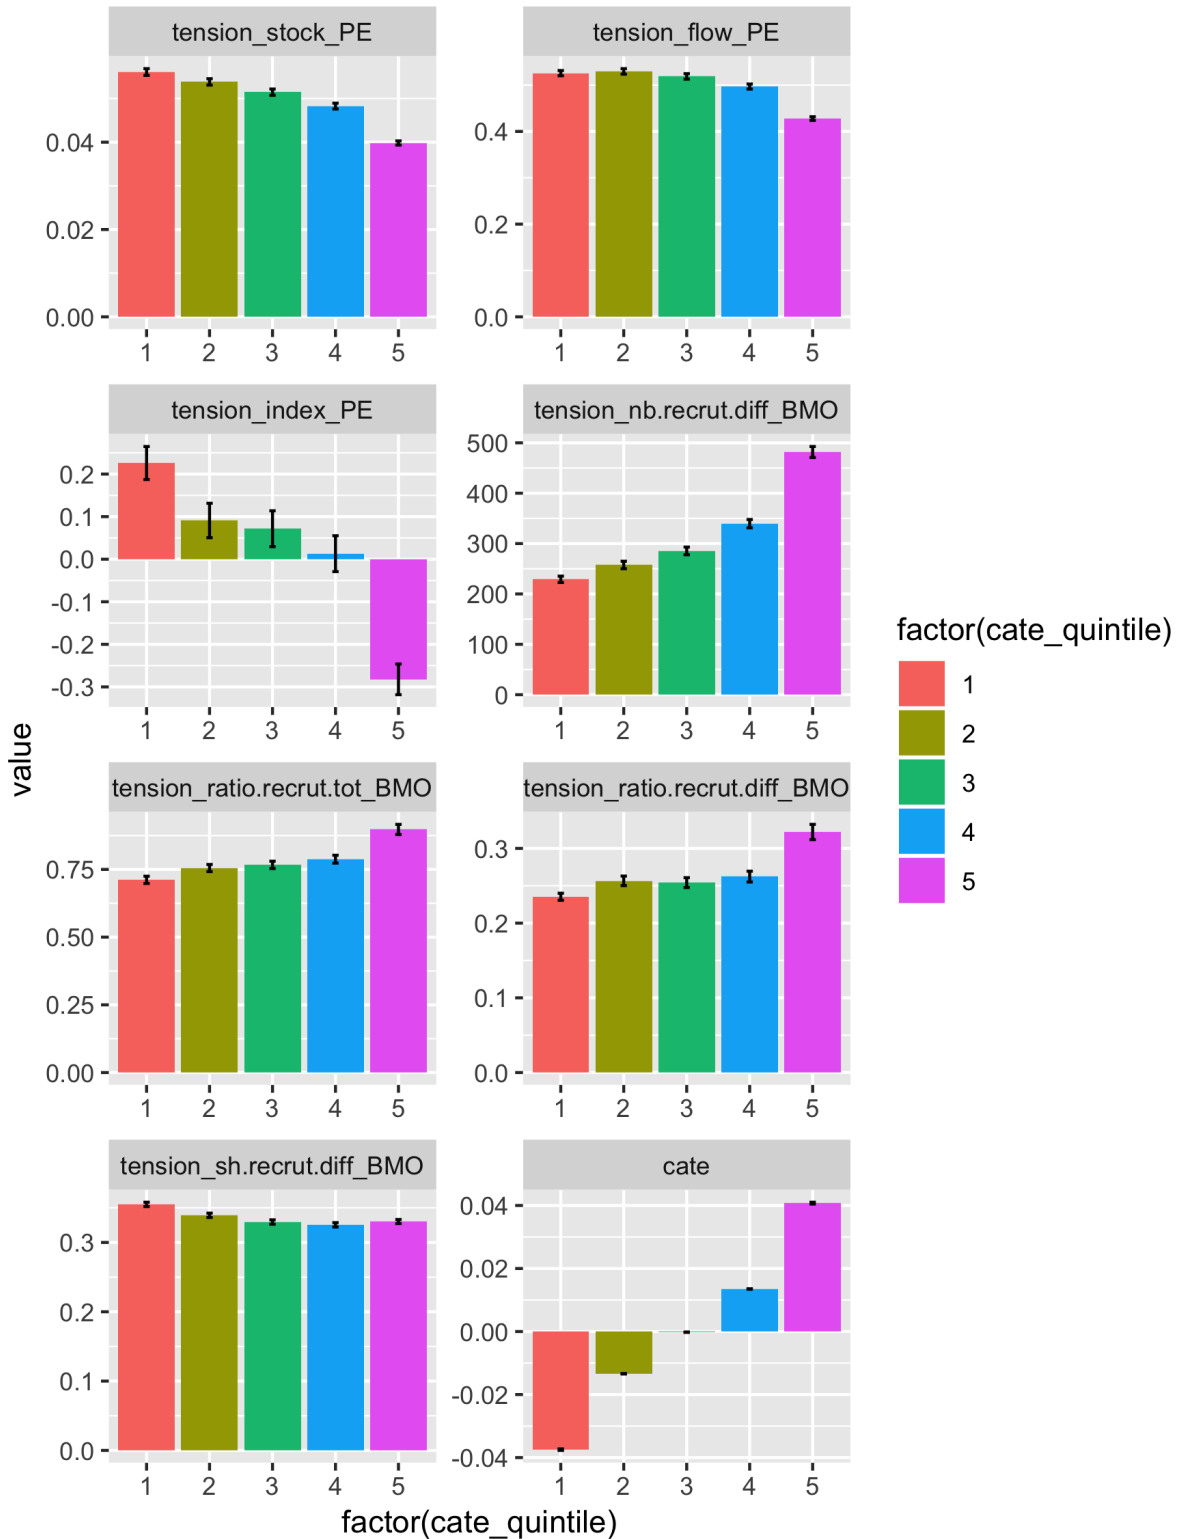 tension_stock_PE
tension_flow_PE
0.04
0.02
0.00
1 2 3 4 5
0.4
0.2
0.0
1 2 3 4 5
tension_index_PE
tension_nb.recrut.diff_BMO
0.2
0.1
0.0
-0.1
-0.2
-0.3
1 2 3 4 5
500
400
300
200
100
0
1 2 3 4 5
value
tension_ratio.recrut.tot_BMO
tension_ratio.recrut.diff_BMO
0.75
0.50
0.25
0.00
1 2 3 4 5
0.3
0.2
0.1
0.0
1 2 3 4 5
tension_sh.recrut.diff_BMO
cate
0.3
0.2
0.1
0.0
1 2 3 4 5
0.04
0.02
0.00
-0.02
-0.04
1 2 3 4 5
factor(cate_quintile)
factor(cate_quintile)
1
2
3
4
5